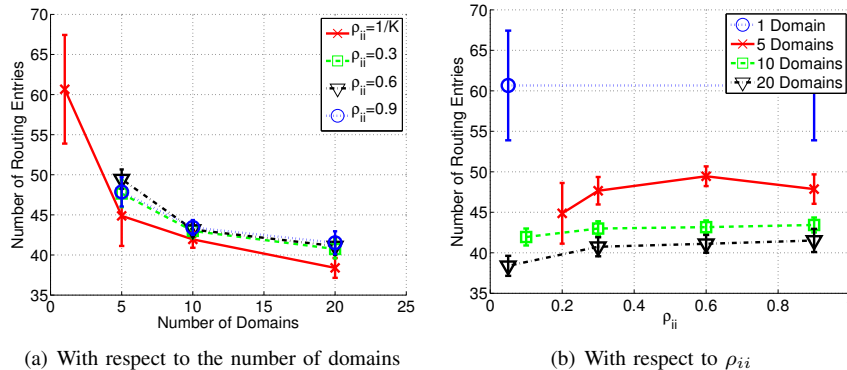 70
65
60
55
50
45
40
35
0
5
10
15
20
25
Number of Routing Entries
Number of Domains
ρii=1/K
ρii=0.3
ρii=0.6
ρii=0.9
(a) With respect to the number of domains
70
65
60
55
50
45
40
35
0
0.2
0.4
0.6
0.8
Number of Routing Entries
ρii
1 Domain
5 Domains
10 Domains
20 Domains
(b) With respect to ρii